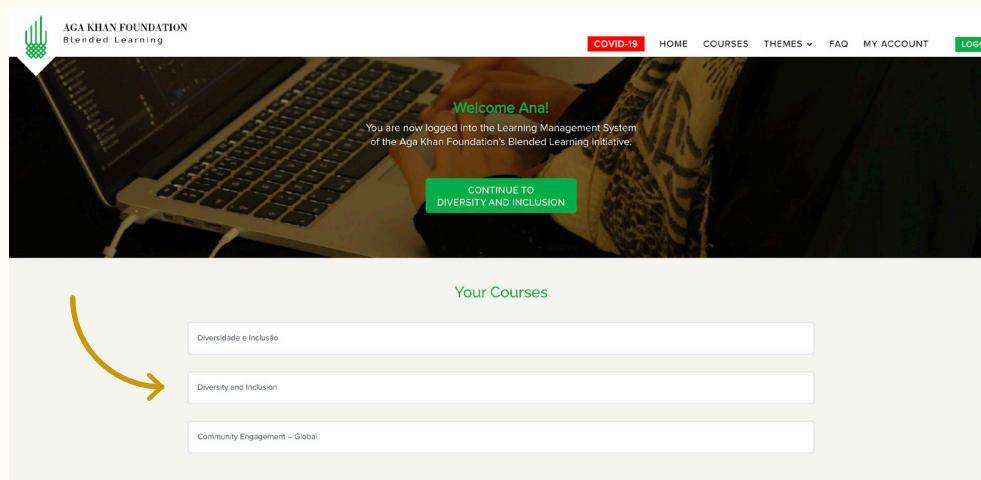 AGA KHAN FOUNDATION
Blended Learning
COVID-19 HOME COURSES THEMES FAQ MY ACCOUNT
Welcome Ana!
You are now logged into the Learning Management System
of the Aga Khan Foundation's Blended Learning Initiative.
CONTINUE TO
DIVERSITY AND INCLUSION
Your Courses
Diversidade e Inclusão
Diversity and Inclusion
Community Engagement – Global